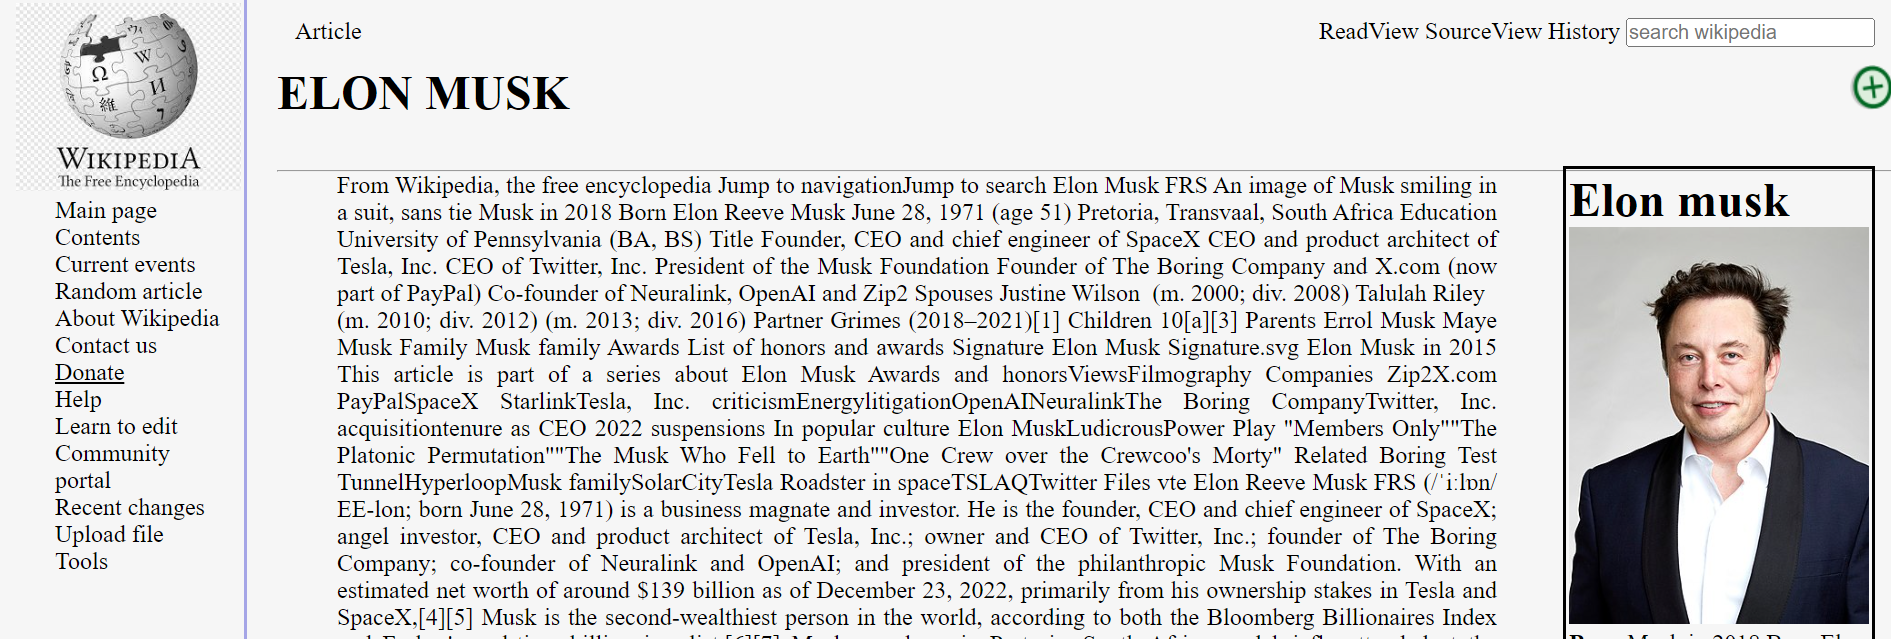 Article
ReadView SourceView History search wikipedia
ELON MUSK
WIKIPEDIA
The Free Encyclopedia
Main page
Contents
Current events
Random article
About Wikipedia
Contact us
Donate
Help
Learn to edit
Community
portal
Recent changes
Upload file
Tools
From Wikipedia, the free encyclopedia Jump to navigationJump to search Elon Musk FRS An image of Musk smiling in
a suit, sans tie Musk in 2018 Born Elon Reeve Musk June 28, 1971 (age 51) Pretoria, Transvaal, South Africa Education
University of Pennsylvania (BA, BS) Title Founder, CEO and chief engineer of SpaceX CEO and product architect of
Tesla, Inc. CEO of Twitter, Inc. President of the Musk Foundation Founder of The Boring Company and X.com (now
part of PayPal) Co-founder of Neuralink, OpenAI and Zip2 Spouses Justine Wilson (m. 2000; div. 2008) Talulah Riley
(m. 2010; div. 2012) (m. 2013; div. 2016) Partner Grimes (2018–2021)[1] Children 10[a][3] Parents Errol Musk Maye
Musk Family Musk family Awards List of honors and awards Signature Elon Musk Signature.svg Elon Musk in 2015
This article is part of a series about Elon Musk Awards and honorsViewsFilmography Companies Zip2X.com
PayPalSpaceX StarlinkTesla, Inc. criticismEnergylitigationOpenAINeuralinkThe Boring CompanyTwitter, Inc.
acquisitiontenure as CEO 2022 suspensions In popular culture Elon MuskLudicrousPower Play "Members Only""The
Platonic Permutation""The Musk Who Fell to Earth""One Crew over the Crewcoo's Morty" Related Boring Test
TunnelHyperloopMusk familySolarCityTesla Roadster in spaceTSLAQTwitter Files vte Elon Reeve Musk FRS (/ˈiːlɒn/
EE-lon; born June 28, 1971) is a business magnate and investor. He is the founder, CEO and chief engineer of SpaceX;
angel investor, CEO and product architect of Tesla, Inc.; owner and CEO of Twitter, Inc.; founder of The Boring
Company; co-founder of Neuralink and OpenAI; and president of the philanthropic Musk Foundation. With an
estimated net worth of around $139 billion as of December 23, 2022, primarily from his ownership stakes in Tesla and
SpaceX,[4][5] Musk is the second-wealthiest person in the world, according to both the Bloomberg Billionaires Index
Elon musk